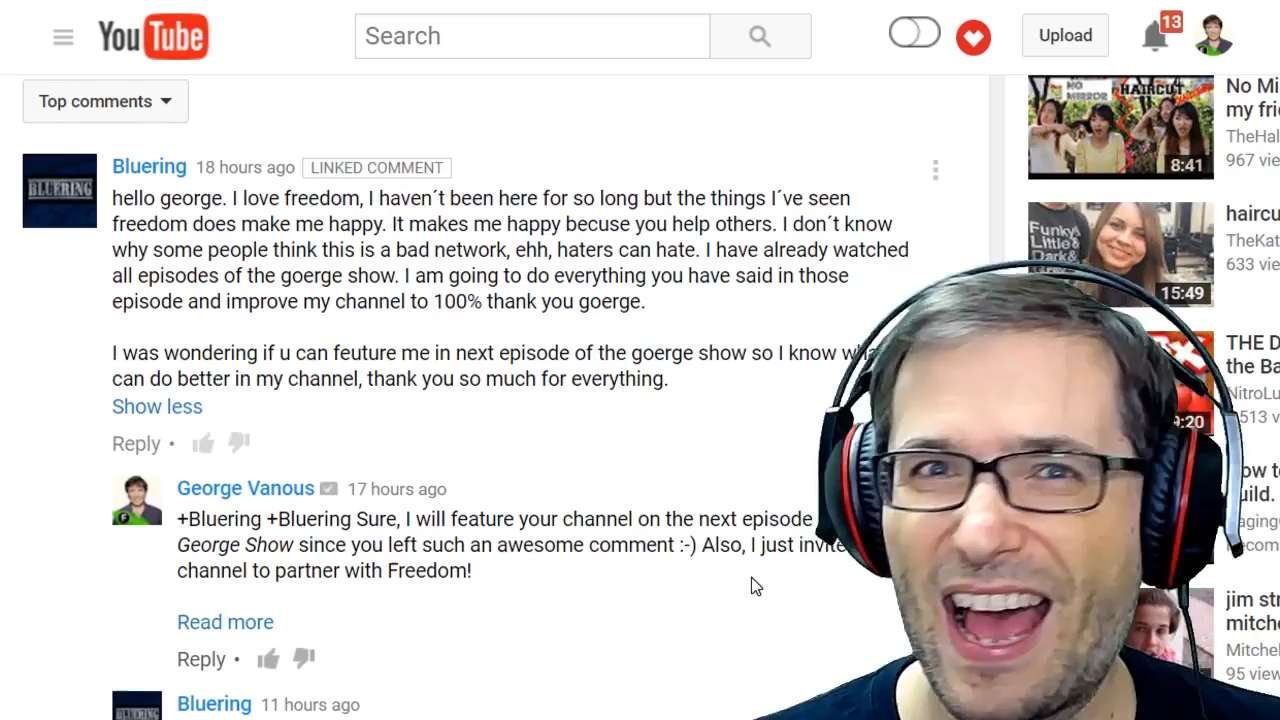 YouTube
Search
Upload
13
Top comments
Bluering 18 hours ago LINKED COMMENT
hello george. I love freedom, I haven´t been here for so long but the things I´ve seen
freedom does make me happy. It makes me happy becuse you help others. I don´t know
why some people think this is a bad network, ehh, haters can hate. I have already watched
all episodes of the goerge show. I am going to do everything you have said in those
episode and improve my channel to 100% thank you goerge.
I was wondering if u can feuture me in next episode of the goerge show so I know
can do better in my channel, thank you so much for everything.
Show less
Reply •
George Vanous 17 hours ago
+Bluering +Bluering Sure, I will feature your channel on the next episode
George Show since you left such an awesome comment :-) Also, I just
channel to partner with Freedom!
Read more
Reply •
Bluering 11 hours ago
BLUERING
NO MIRROR HAIRCUT
8:41
No Mi
my fri
TheHal
967 vie
Funky
Little &
Dark &
15:49
haircu
TheKat
633 vie
THE D
the Ba
NitroLu
513 v
9:20
jim str
mitche
Mitchel
95 view